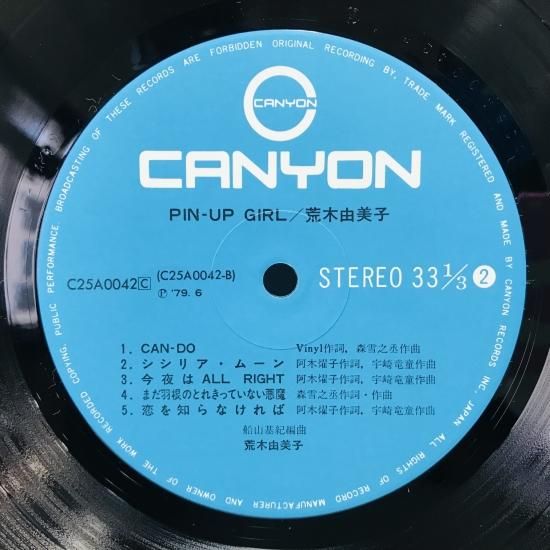 CANYON
CANYON
PIN-UP GIRL/荒木由美子
C25A0042 C (C25A0042-B)
Ⓟ '79. 6
STEREO 33 1/3 2
1. CAN-DO Vinyl作詞, 森雪之丞作曲
2. シシリア・ムーン 阿木燿子作詞, 宇崎竜童作曲
3. 今夜は ALL RIGHT 阿木燿子作詞, 宇崎竜童作曲
4. まだ羽根のとれきっていない悪魔 森雪之丞作詞・作曲
5. 恋を知らなければ 阿木燿子作詞, 宇崎竜童作曲
船山基紀編曲
荒木由美子
COPYING, PUBLIC PERFORMANCE, BROADCASTING OF THESE RECORDS ARE FORBIDDEN ORIGINAL RECORDING BY. TRADE MARK REGISTERED AND MADE BY CANYON RECORDS INC. JAPAN ALL RIGHTS OF RECORD MANUFACTURER AND OWNER OF THE WORK RECORDED